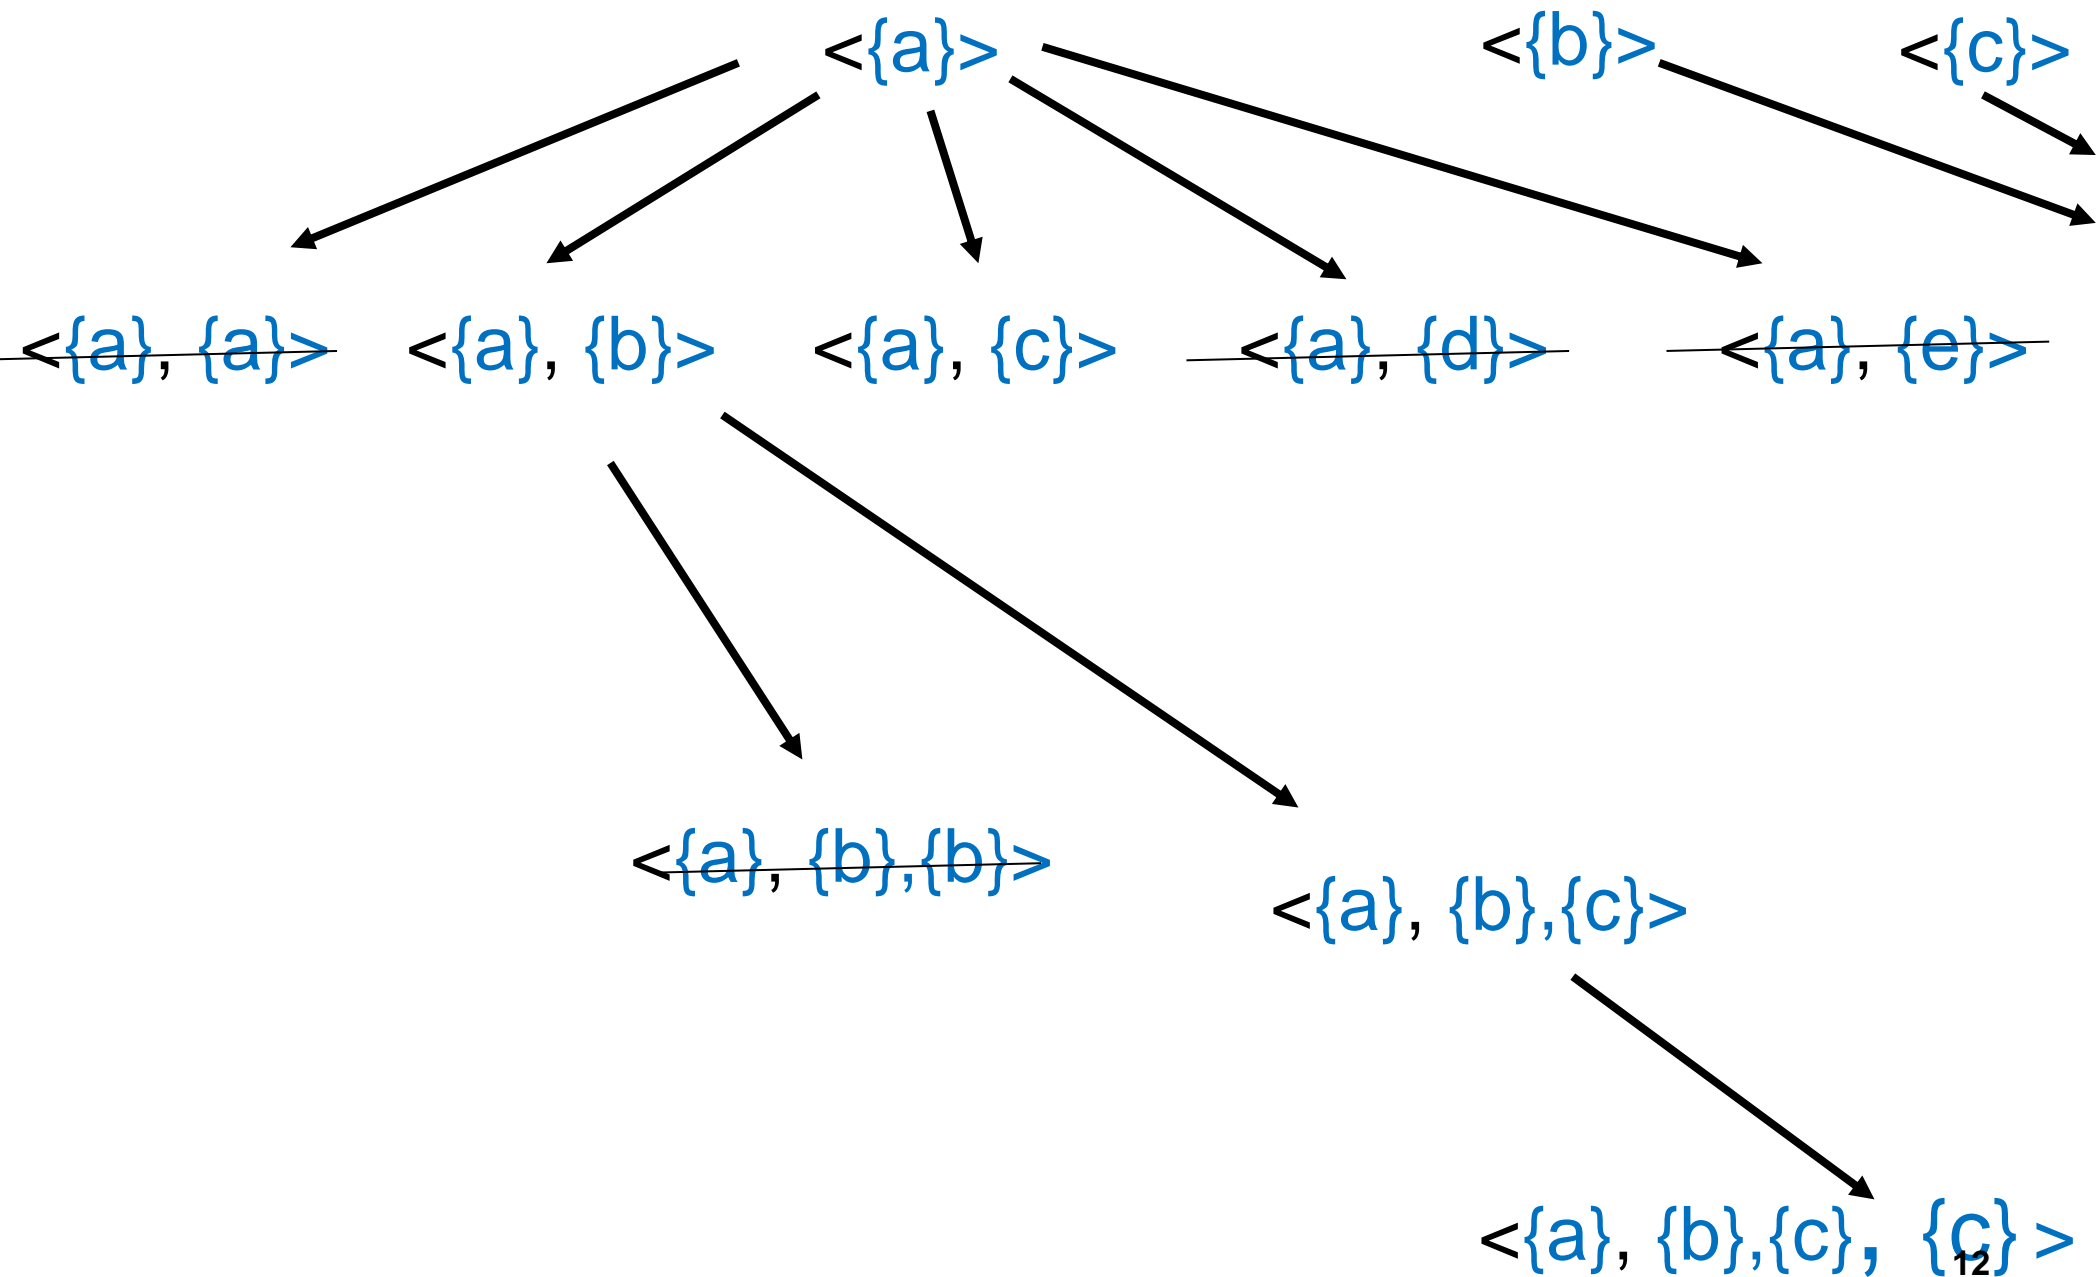 <{a}> <{b}> <{c}>
<{a}, {a}> <{a}, {b}> <{a}, {c}> <{a}, {d}> <{a}, {e}>
<{a}, {b},{b}>
<{a}, {b},{c}>
<{a}, {b},{c}, {c} >
12